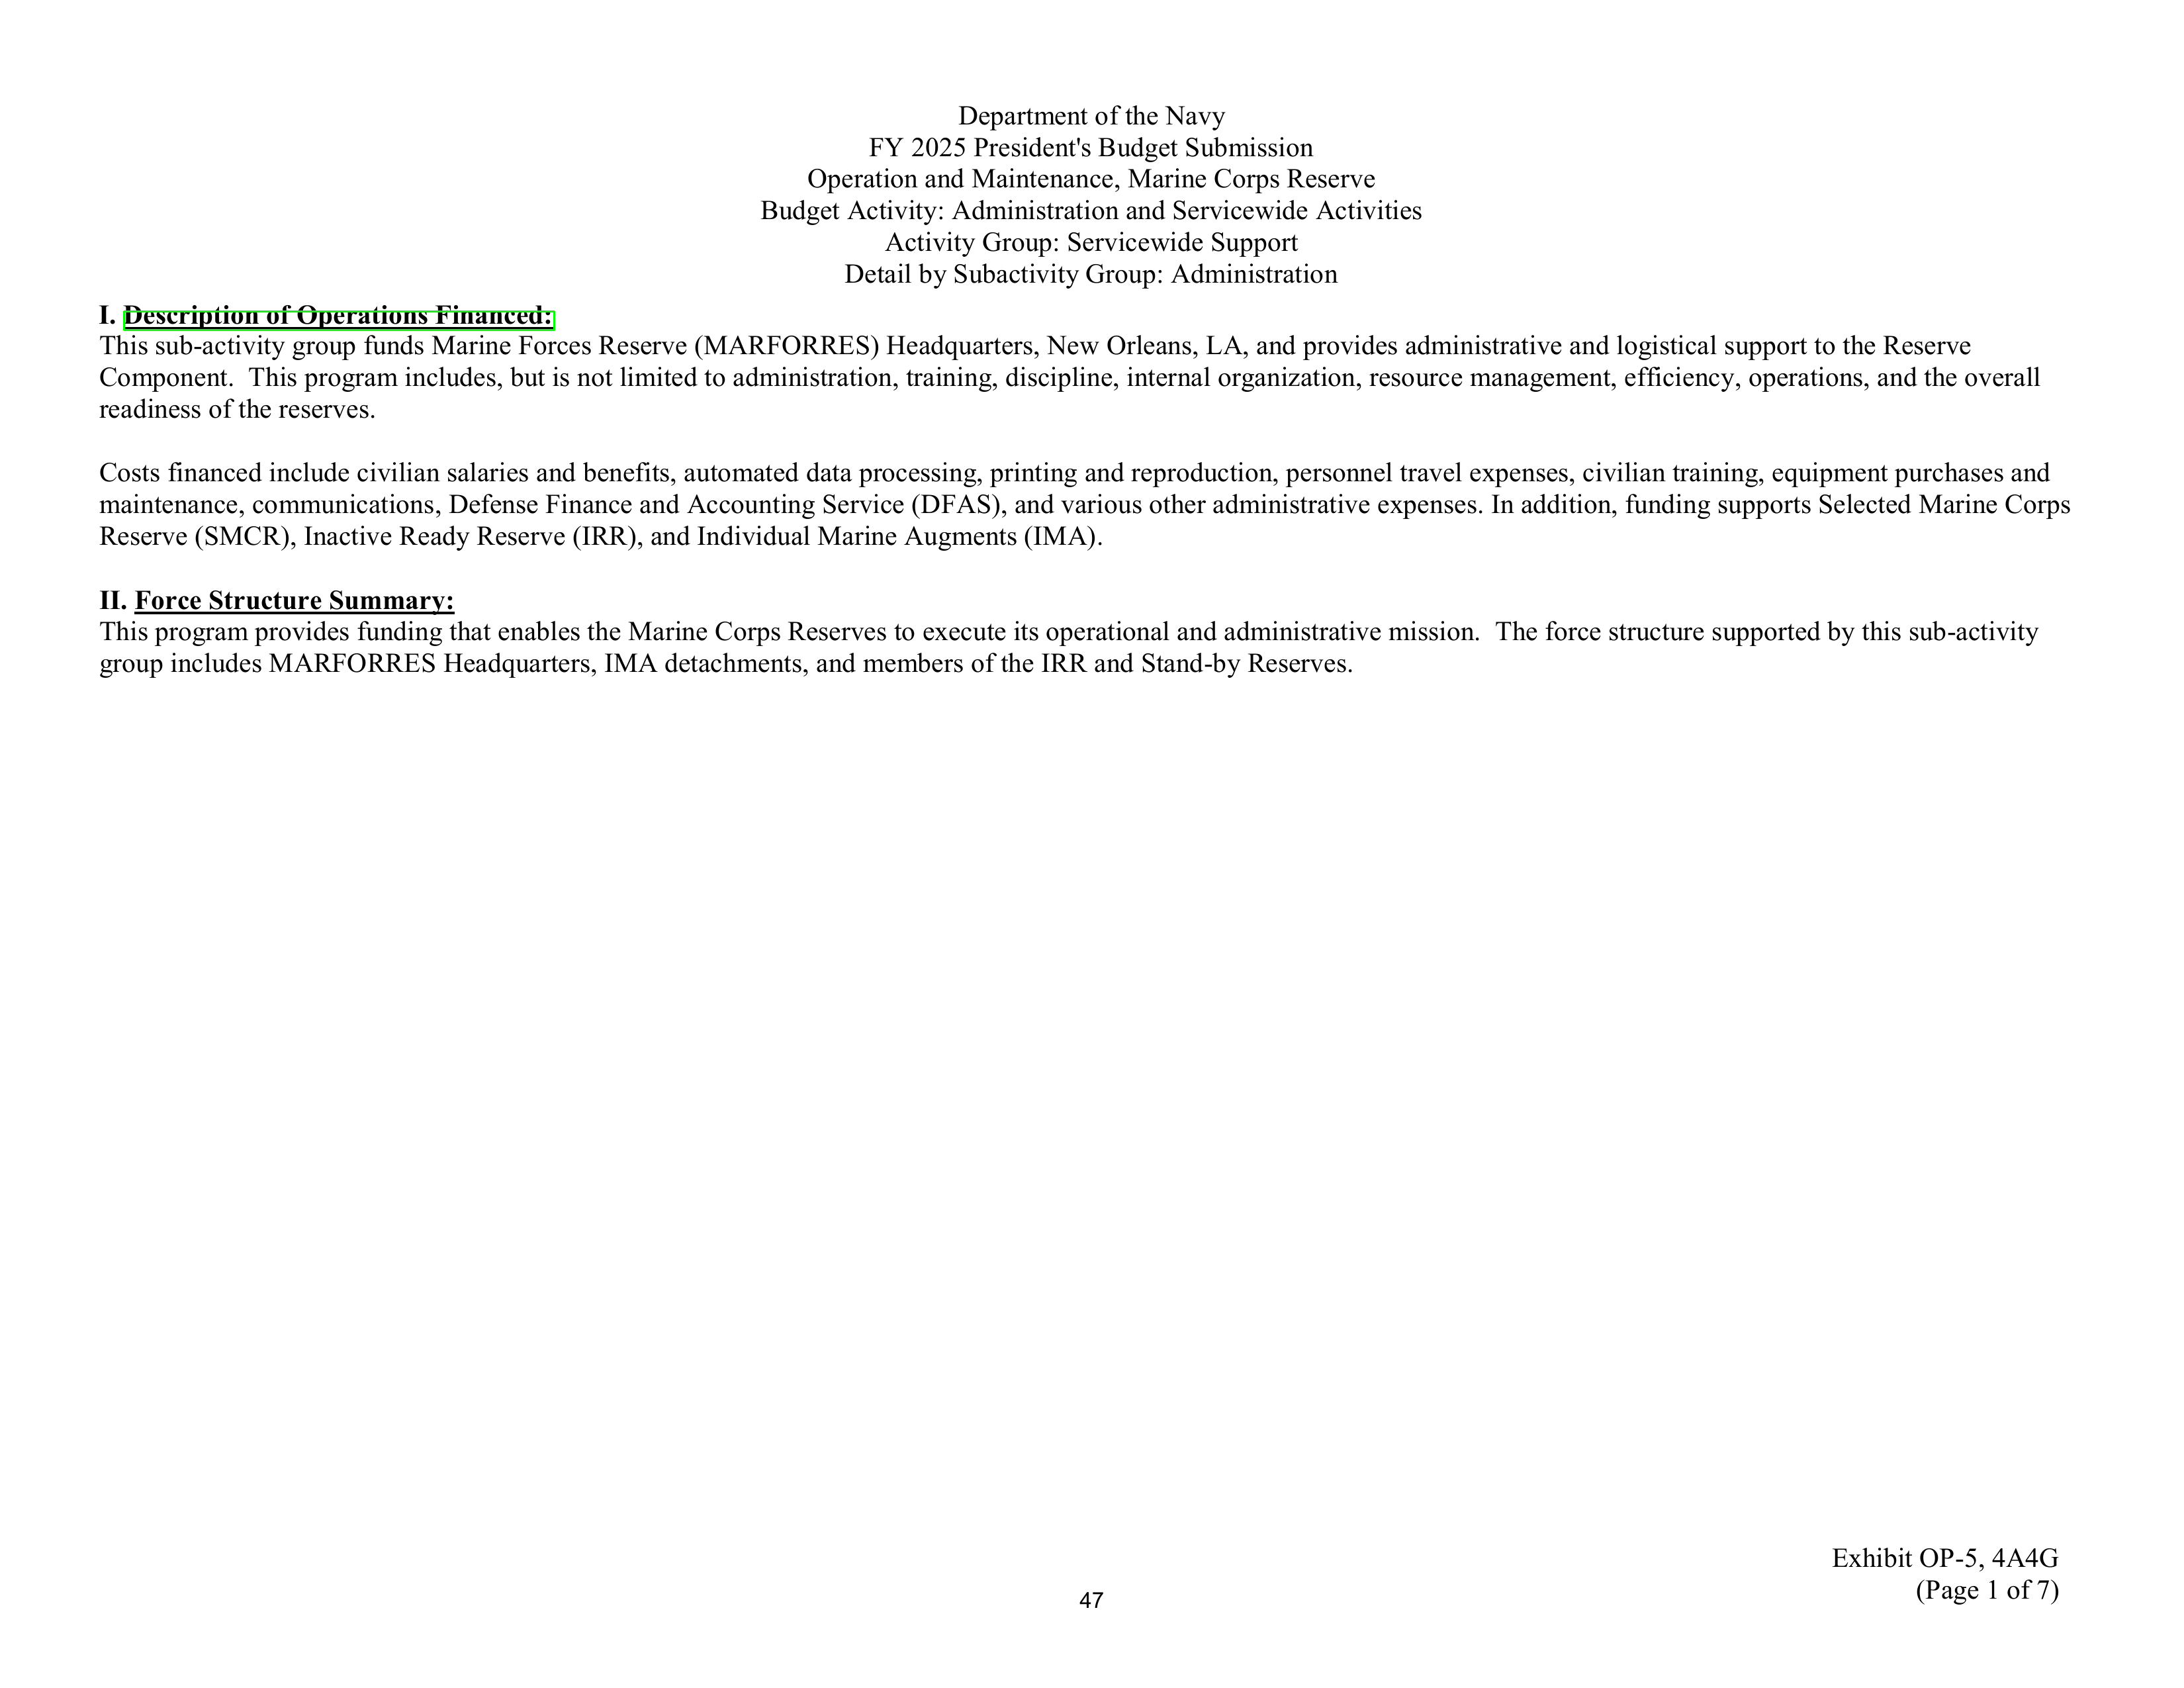 Department of the Navy
FY 2025 President's Budget Submission
Operation and Maintenance, Marine Corps Reserve
Budget Activity: Administration and Servicewide Activities
Activity Group: Servicewide Support
Detail by Subactivity Group: Administration
I. Description of Operations Financed:
This sub-activity group funds Marine Forces Reserve (MARFORRES) Headquarters, New Orleans, LA, and provides administrative and logistical support to the Reserve
Component.  This program includes, but is not limited to administration, training, discipline, internal organization, resource management, efficiency, operations, and the overall
readiness of the reserves.
Costs financed include civilian salaries and benefits, automated data processing, printing and reproduction, personnel travel expenses, civilian training, equipment purchases and
maintenance, communications, Defense Finance and Accounting Service (DFAS), and various other administrative expenses. In addition, funding supports Selected Marine Corps
Reserve (SMCR), Inactive Ready Reserve (IRR), and Individual Marine Augments (IMA).
II. Force Structure Summary:
This program provides funding that enables the Marine Corps Reserves to execute its operational and administrative mission.  The force structure supported by this sub-activity
group includes MARFORRES Headquarters, IMA detachments, and members of the IRR and Stand-by Reserves.
Exhibit OP-5, 4A4G
(Page 1 of 7)
47